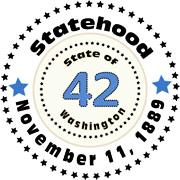 Statehood
State of
42
Washington
November 11, 1889